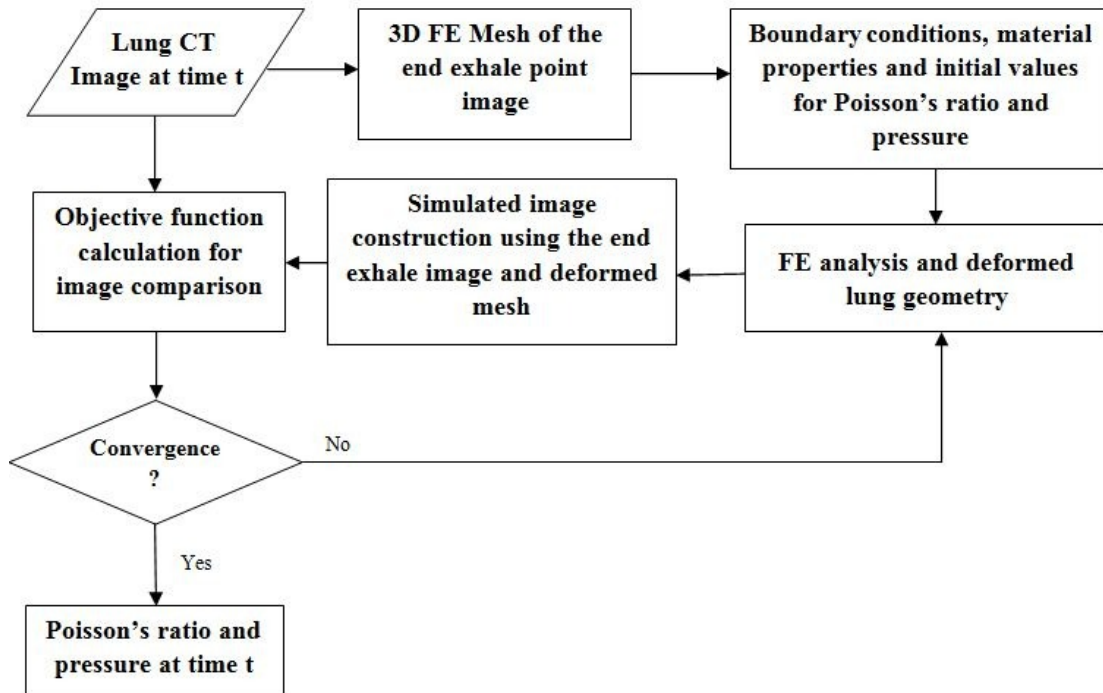 Lung CT
Image at time t
3D FE Mesh of the
end exhale point
image
Boundary conditions, material
properties and initial values
for Poisson’s ratio and
pressure
Objective function
calculation for
image comparison
Simulated image
construction using the end
exhale image and deformed
mesh
FE analysis and deformed
lung geometry
Convergence
?
No
Yes
Poisson’s ratio and
pressure at time t